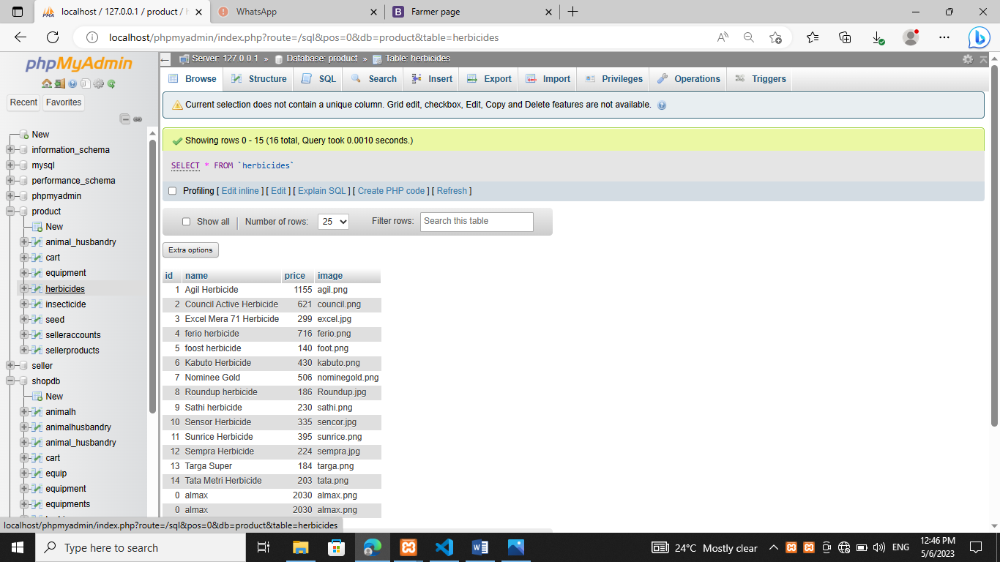 localhost / 127.0.0.1 / product / h
WhatsApp
Farmer page
localhost/phpmyadmin/index.php?route=/sql&pos=0&db=product&table=herbicides
phpMyAdmin
Recent
Favorites
New
information_schema
mysql
performance_schema
phpmyadmin
product
New
animal_husbandry
cart
equipment
herbicides
insecticide
seed
selleraccounts
sellerproducts
seller
shopdb
New
animalh
animalhusbandry
animal_husbandry
cart
equip
equipment
equipments
localhost/phpmyadmin/index.php?route=/sql&pos=0&db=product&table=herbicides
Server: 127.0.0.1 » Database: product » Table: herbicides
Browse Structure SQL Search Insert Export Import Privileges Operations Triggers
Current selection does not contain a unique column. Grid edit, checkbox, Edit, Copy and Delete features are not available.
Showing rows 0 - 15 (16 total, Query took 0.0010 seconds.)
SELECT * FROM `herbicides`
Profiling [ Edit inline ] [ Edit ] [ Explain SQL ] [ Create PHP code ] [ Refresh ]
Show all | Number of rows: 25 Filter rows: Search this table
Extra options
id name price image
1 Agil Herbicide 1155 agil.png
2 Council Active Herbicide 621 council.png
3 Excel Mera 71 Herbicide 299 excel.jpg
4 ferio herbicide 716 ferio.png
5 foost herbicide 140 foot.png
6 Kabuto Herbicide 430 kabuto.png
7 Nominee Gold 506 nominegold.png
8 Roundup herbicide 186 Roundup.jpg
9 Sathi herbicide 230 sathi.png
10 Sensor Herbicide 335 sencor.jpg
11 Sunrice Herbicide 395 sunrice.png
12 Sempra Herbicide 224 sempra.jpg
13 Targa Super 184 targa.png
14 Tata Metri Herbicide 203 tata.png
0 almax 2030 almax.png
0 almax 2030 almax.png
Type here to search
24°C Mostly clear
ENG
12:46 PM
5/6/2023